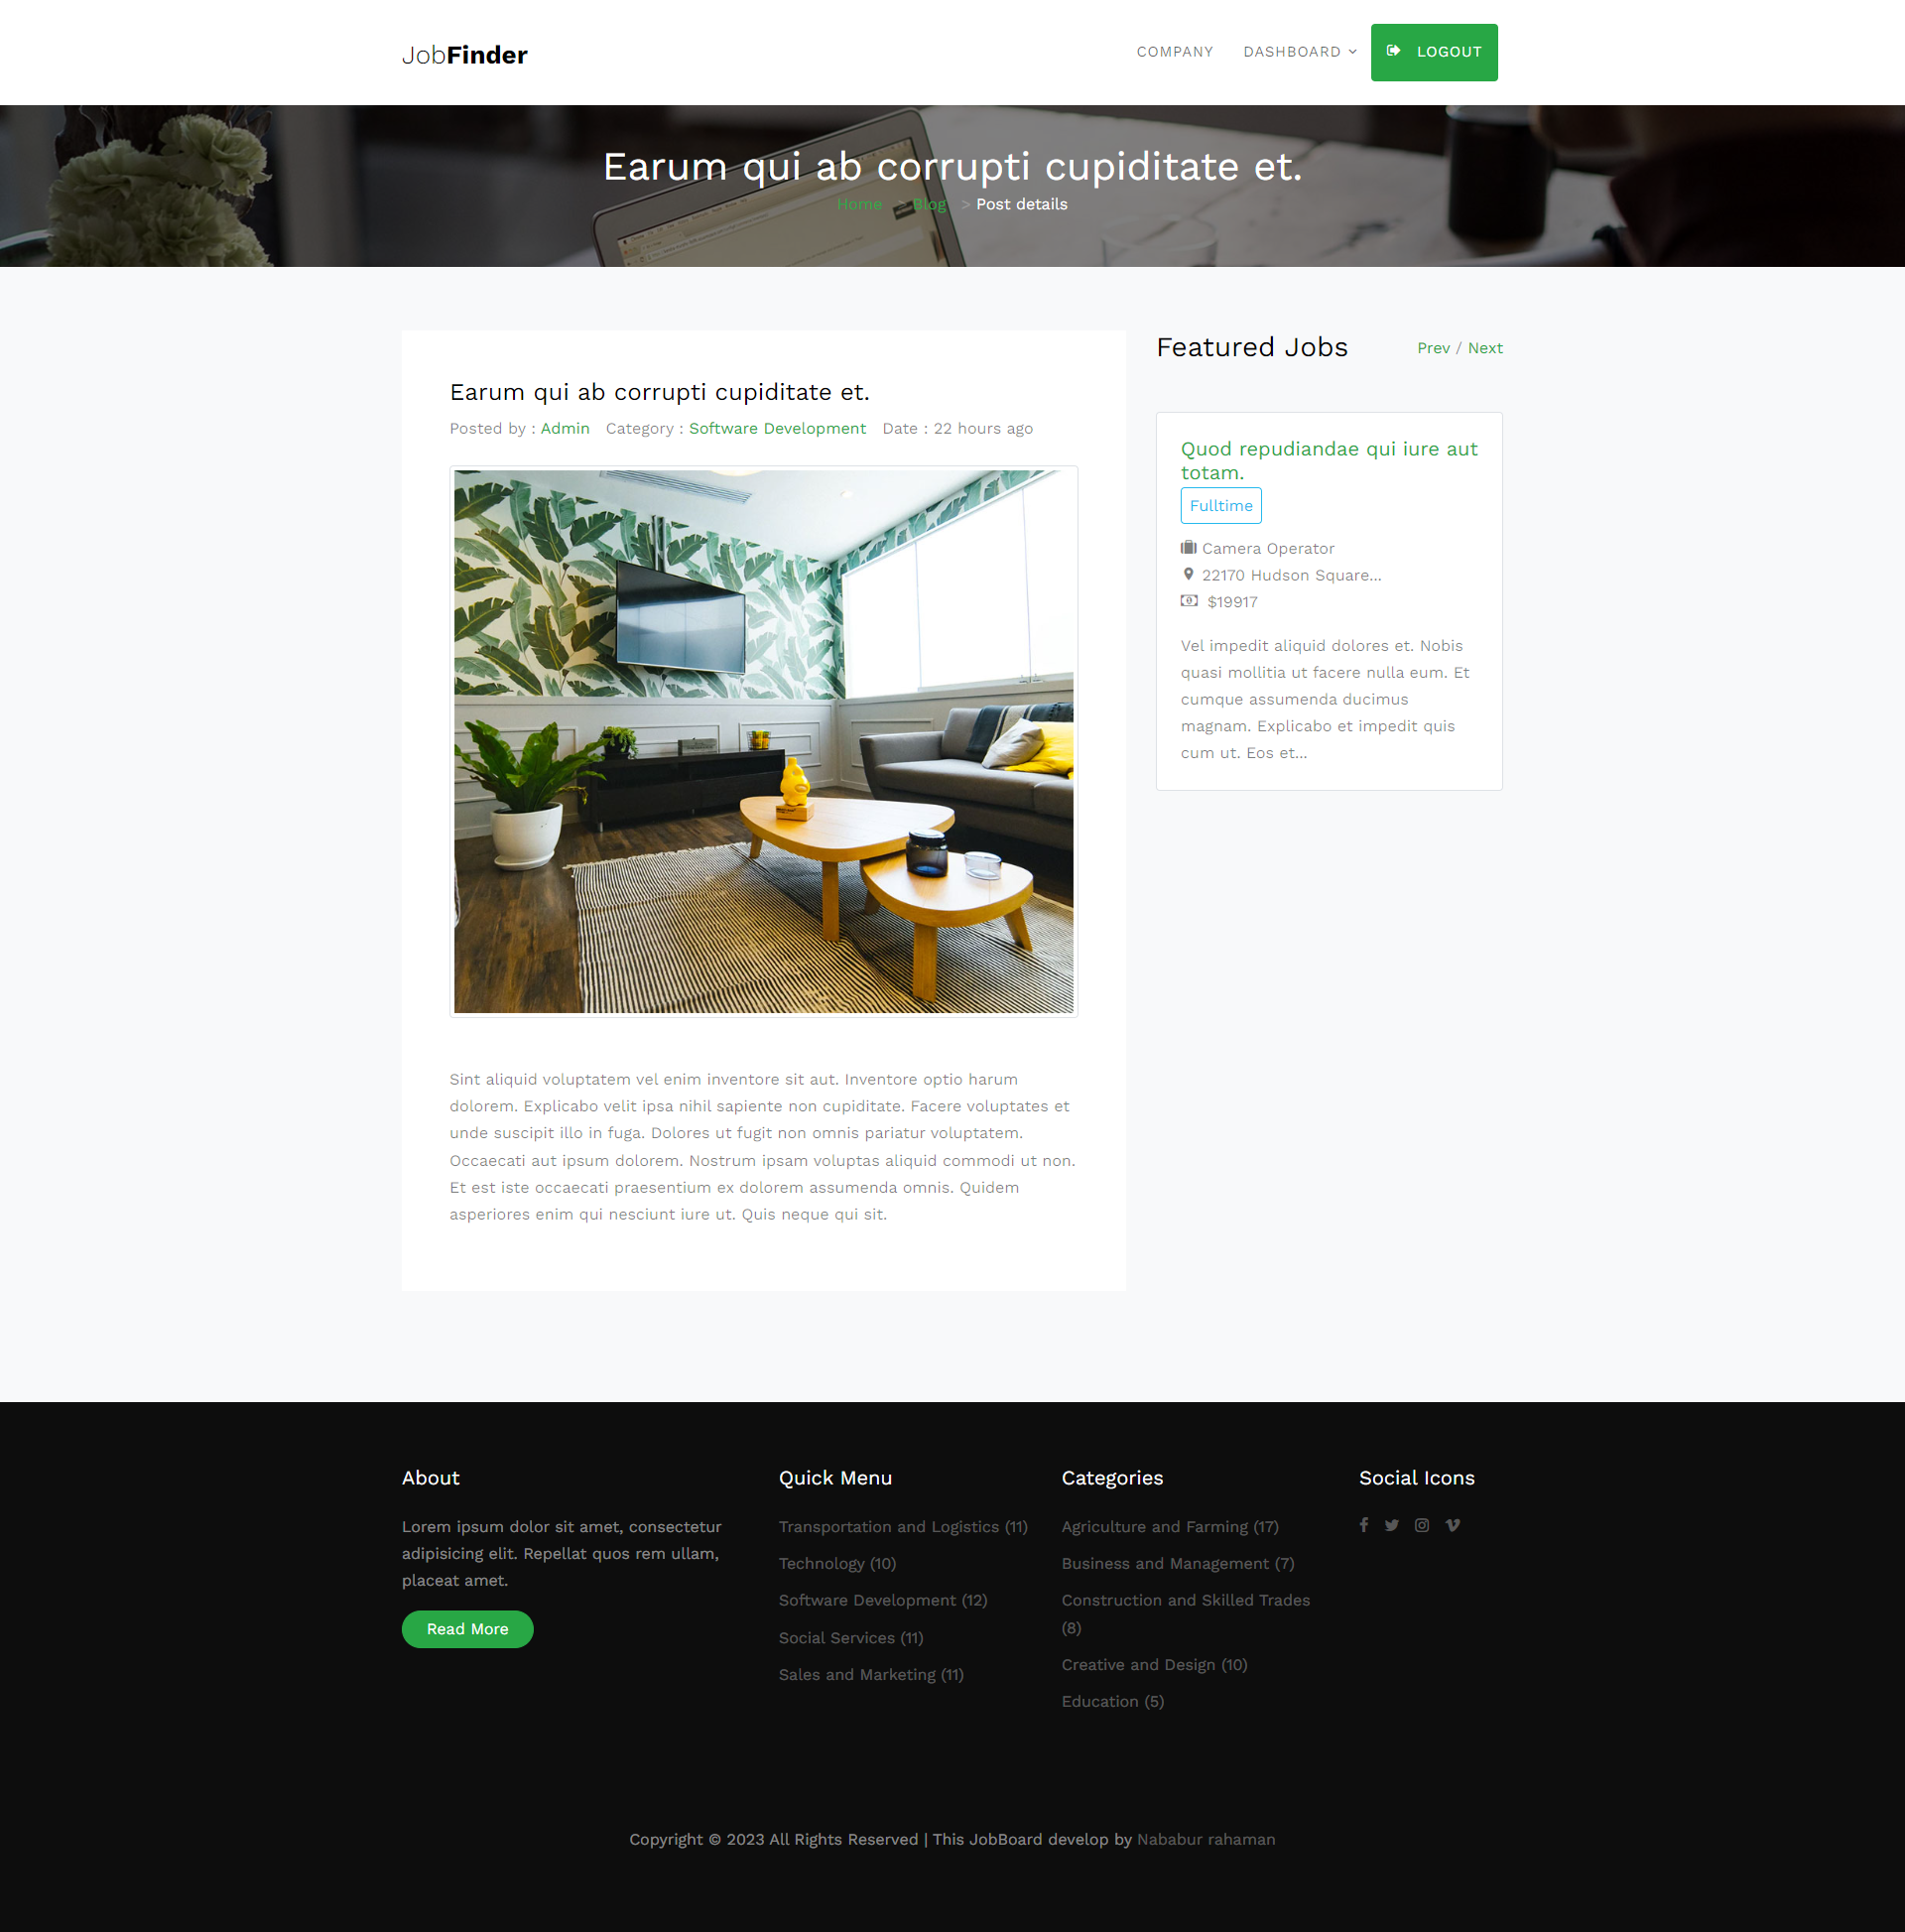 JobFinder
COMPANY DASHBOARD LOGOUT
Earum qui ab corrupti cupiditate et.
Home > Blog > Post details
Earum qui ab corrupti cupiditate et.
Posted by : Admin Category : Software Development Date : 22 hours ago
Sint aliquid voluptatem vel enim inventore sit aut. Inventore optio harum
dolorem. Explicabo velit ipsa nihil sapiente non cupiditate. Facere voluptates et
unde suscipit illo in fuga. Dolores ut fugit non omnis pariatur voluptatem.
Occaecati aut ipsum dolorem. Nostrum ipsam voluptas aliquid commodi ut non.
Et est iste occaecati praesentium ex dolorem assumenda omnis. Quidem
asperiores enim qui nesciunt iure ut. Quis neque qui sit.
Featured Jobs
Prev / Next
Quod repudiandae qui iure aut
totam.
Fulltime
Camera Operator
22170 Hudson Square...
$19917
Vel impedit aliquid dolores et. Nobis
quasi mollitia ut facere nulla eum. Et
cumque assumenda ducimus
magnam. Explicabo et impedit quis
cum ut. Eos et...
About
Lorem ipsum dolor sit amet, consectetur
adipisicing elit. Repellat quos rem ullam,
placeat amet.
Read More
Quick Menu
Transportation and Logistics (11)
Technology (10)
Software Development (12)
Social Services (11)
Sales and Marketing (11)
Categories
Agriculture and Farming (17)
Business and Management (7)
Construction and Skilled Trades
(8)
Creative and Design (10)
Education (5)
Social Icons
Copyright © 2023 All Rights Reserved | This JobBoard develop by Nababur rahaman